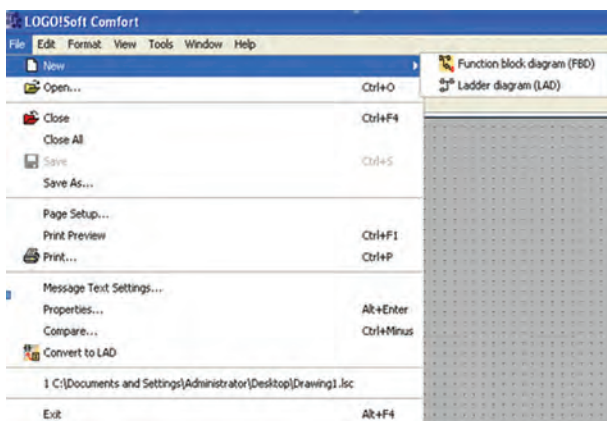 LOGO!Soft Comfort
File Edit Format View Tools Window Help
New
Function block diagram (FBD)
Ladder diagram (LAD)
Open... Ctrl+O
Close Ctrl+F4
Close All
Save Ctrl+S
Save As...
Page Setup...
Print Preview Ctrl+F1
Print... Ctrl+P
Message Text Settings...
Properties... Alt+Enter
Compare... Ctrl+Minus
Convert to LAD
1 C:\Documents and Settings\Administrator\Desktop\Drawing1.lsc
Exit Alt+F4